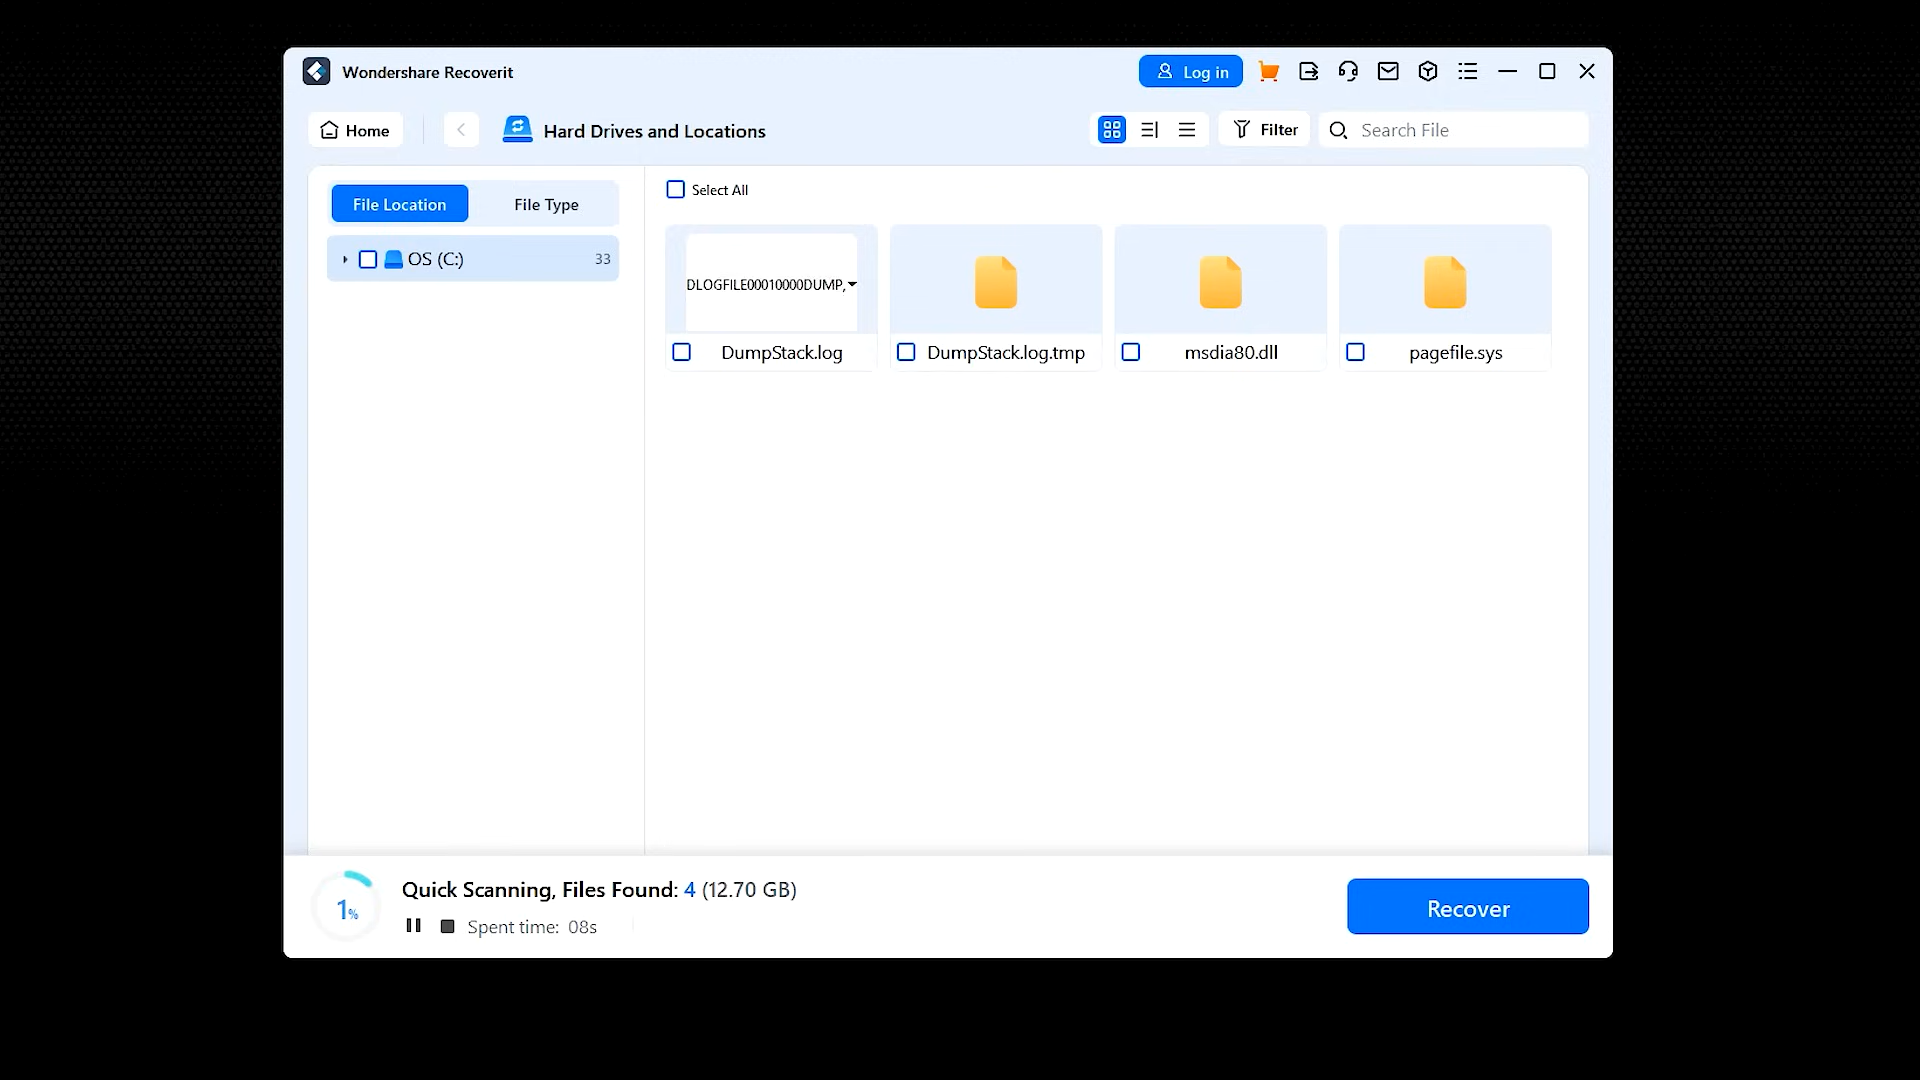 Wondershare Recoverit
Log in
Home
Hard Drives and Locations
Filter
Search File
File Location
File Type
OS (C:)
33
Select All
DLOGFILE00010000DUMP,
DumpStack.log
DumpStack.log.tmp
msdia80.dll
pagefile.sys
1%
Quick Scanning, Files Found: 4 (12.70 GB)
Spent time: 08s
Recover